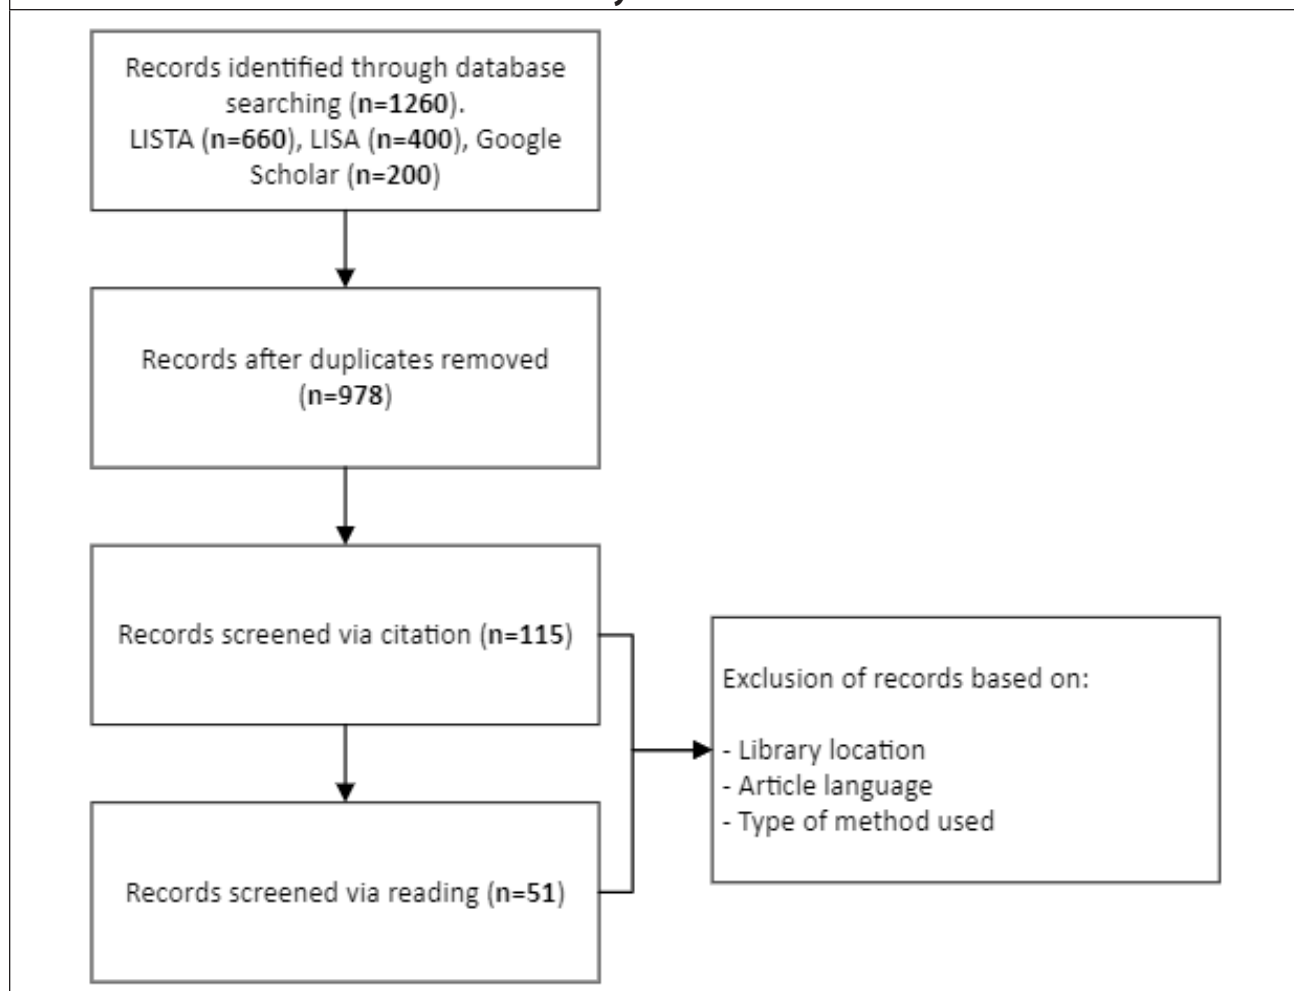 Records identified through database
searching (n=1260).
LISTA (n=660), LISA (n=400), Google
Scholar (n=200)
Records after duplicates removed
(n=978)
Records screened via citation (n=115)
Exclusion of records based on:
- Library location
- Article language
- Type of method used
Records screened via reading (n=51)